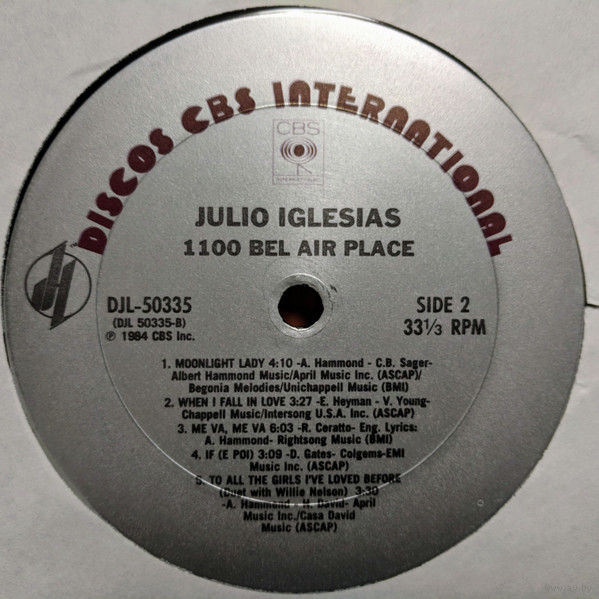 DISCOS CBS INTERNATIONAL
CBS
JULIO IGLESIAS
1100 BEL AIR PLACE
DJL-50335
(DJL 50335-B)
℗ 1984 CBS Inc.
SIDE 2
33⅓ RPM
1. MOONLIGHT LADY 4:10 -A. Hammond - C.B. Sager-
Albert Hammond Music/April Music Inc. (ASCAP)/
Begonia Melodies/Unichappell Music (BMI)
2. WHEN I FALL IN LOVE 3:27 -E. Heyman - V. Young-
Chappell Music/Intersong U.S.A. Inc. (ASCAP)
3. ME VA, ME VA 6:03 -R. Ceratto- Eng. Lyrics:
A. Hammond- Rightsong Music (BMI)
4. IF (E POI) 3:09 -D. Gates- Colgems-EMI
Music Inc. (ASCAP)
5. TO ALL THE GIRLS I'VE LOVED BEFORE
(Duet with Willie Nelson) 3:30
-A. Hammond - H. David- April
Music Inc./Casa David
Music (ASCAP)